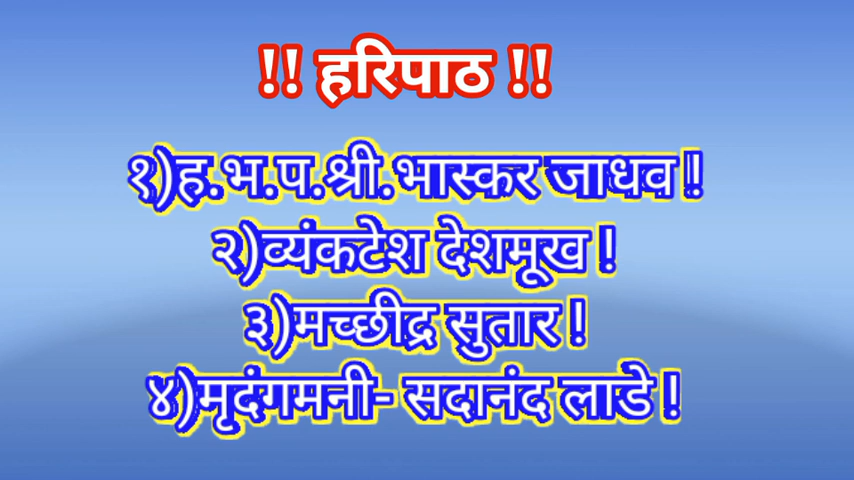 !! हरिपाठ !!
१)ह.भ.प.श्री.भास्कर जाधव !
२)व्यंकटेश देशमूख !
३)मच्छीद्र सुतार !
४)मृदंगमनी- सदानंद लाडे !